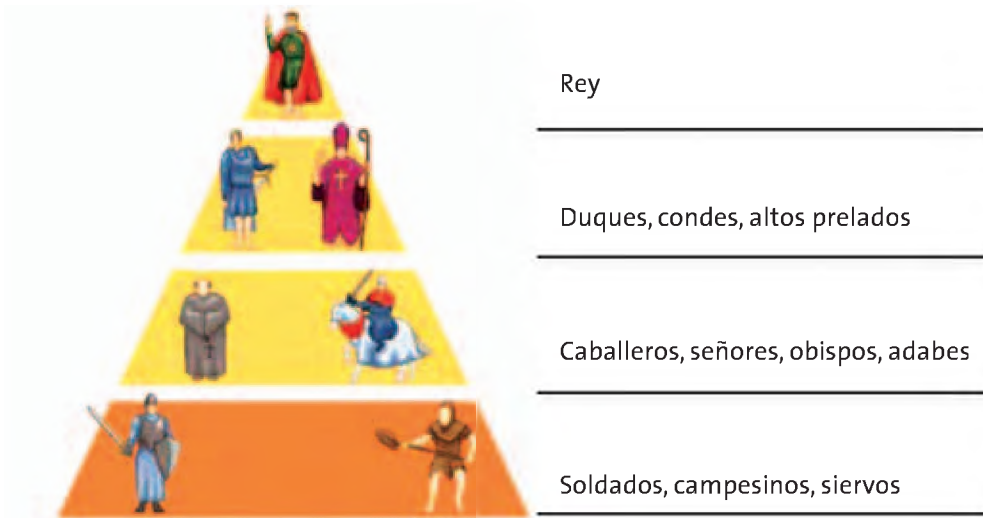 Rey
Duques, condes, altos prelados
Caballeros, señores, obispos, adabes
Soldados, campesinos, siervos